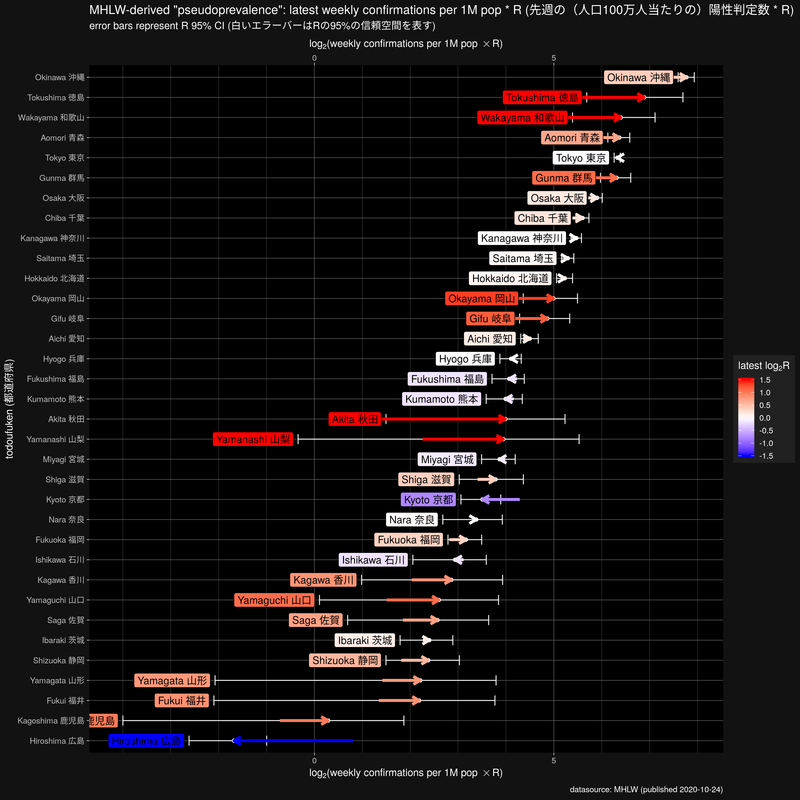 MHLW-derived "pseudoprevalence": latest weekly confirmations per 1M pop * R (先週の（人口100万人当たりの）陽性判定数 * R)
error bars represent R 95% CI (白いエラーバーはRの95%の信頼空間を表す)
log2(weekly confirmations per 1M pop × R)
0 5
Okinawa 沖縄 Okinawa 沖縄
Tokushima 徳島 Tokushima 徳島
Wakayama 和歌山 Wakayama 和歌山
Aomori 青森 Aomori 青森
Tokyo 東京 Tokyo 東京
Gunma 群馬 Gunma 群馬
Osaka 大阪 Osaka 大阪
Chiba 千葉 Chiba 千葉
Kanagawa 神奈川 Kanagawa 神奈川
Saitama 埼玉 Saitama 埼玉
Hokkaido 北海道 Hokkaido 北海道
Okayama 岡山 Okayama 岡山
Gifu 岐阜 Gifu 岐阜
Aichi 愛知 Aichi 愛知
Hyogo 兵庫 Hyogo 兵庫
Fukushima 福島 Fukushima 福島
Kumamoto 熊本 Kumamoto 熊本
Akita 秋田 Akita 秋田
Yamanashi 山梨 Yamanashi 山梨
Miyagi 宮城 Miyagi 宮城
Shiga 滋賀 Shiga 滋賀
Kyoto 京都 Kyoto 京都
Nara 奈良 Nara 奈良
Fukuoka 福岡 Fukuoka 福岡
Ishikawa 石川 Ishikawa 石川
Kagawa 香川 Kagawa 香川
Yamaguchi 山口 Yamaguchi 山口
Saga 佐賀 Saga 佐賀
Ibaraki 茨城 Ibaraki 茨城
Shizuoka 静岡 Shizuoka 静岡
Yamagata 山形 Yamagata 山形
Fukui 福井 Fukui 福井
Kagoshima 鹿児島 鹿児島
Hiroshima 広島 Hiroshima 広島
0 5
log2(weekly confirmations per 1M pop × R)
todoufuken (都道府県)
latest log2R
1.5
1.0
0.5
0.0
-0.5
-1.0
-1.5
datasource: MHLW (published 2020-10-24)